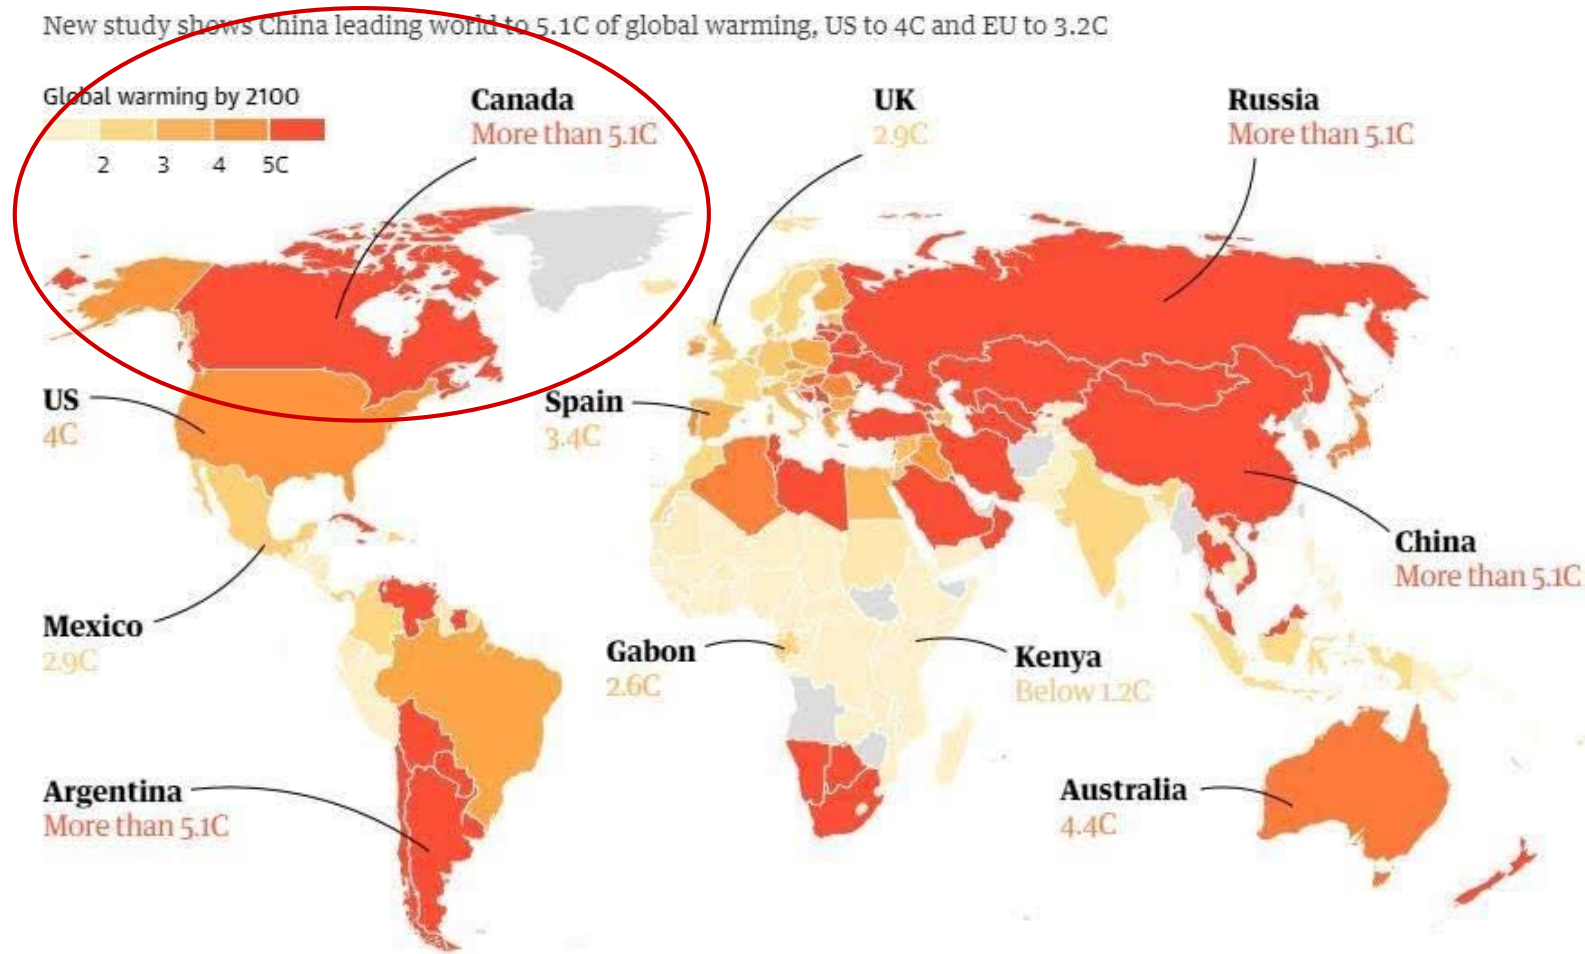 New study shows China leading world to 5.1C of global warming, US to 4C and EU to 3.2C
Global warming by 2100
2 3 4 5C
Canada
More than 5.1C
UK
2.9C
Russia
More than 5.1C
US
4C
Spain
3.4C
China
More than 5.1C
Mexico
2.9C
Gabon
2.6C
Kenya
Below 1.2C
Argentina
More than 5.1C
Australia
4.4C